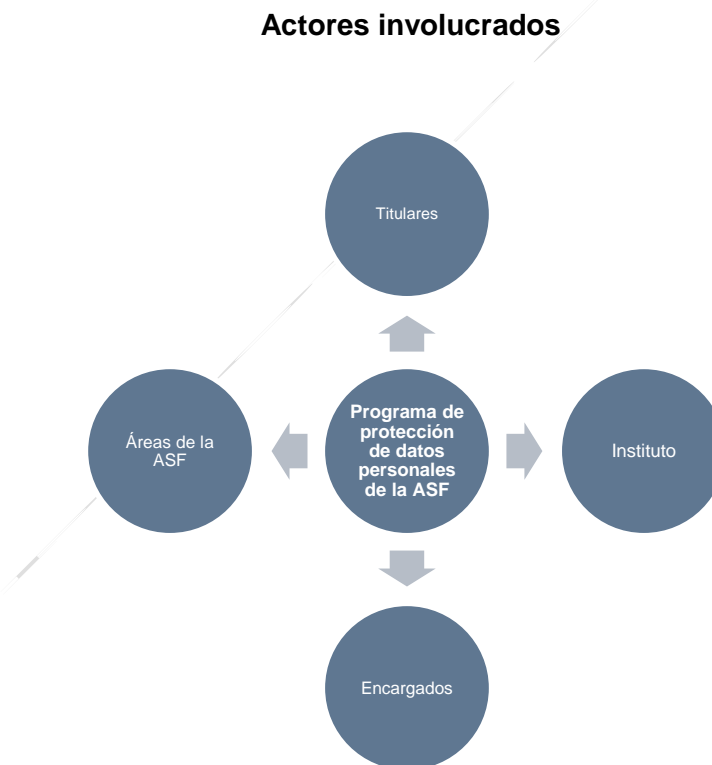 Actores involucrados
Titulares
Áreas de la
ASF
Programa de
protección
de datos
personales
de la ASF
Instituto
Encargados